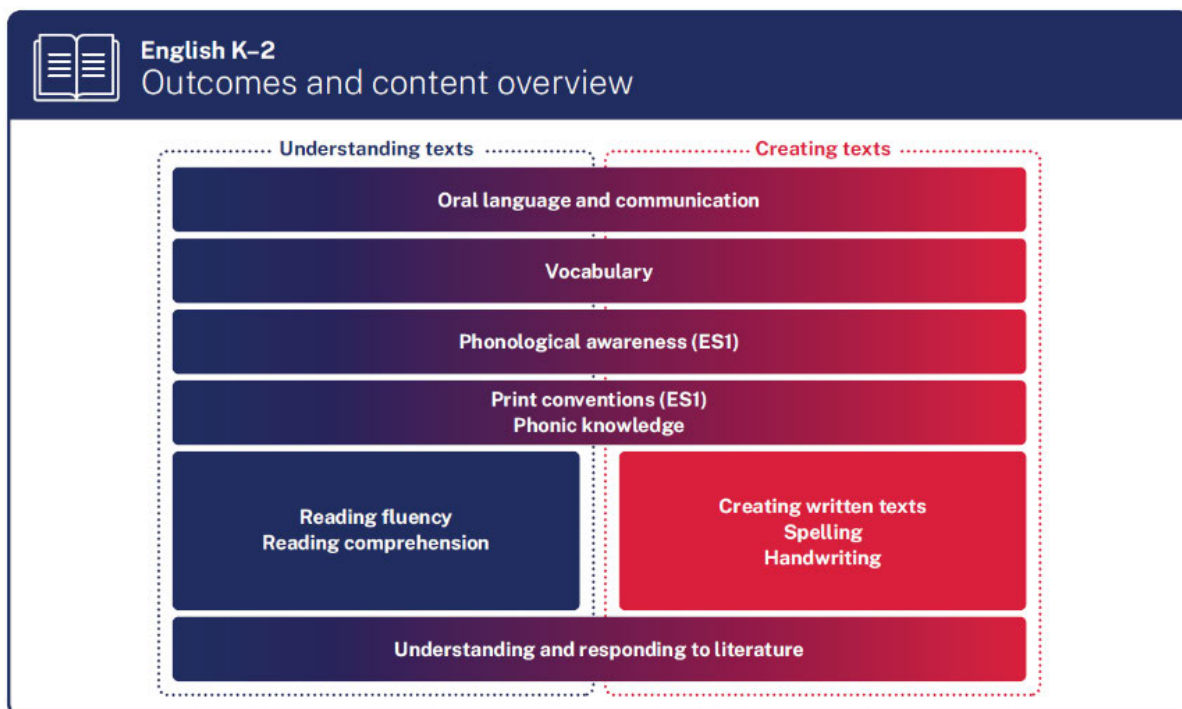 English K–2
Outcomes and content overview
Understanding texts
Creating texts
Oral language and communication
Vocabulary
Phonological awareness (ES1)
Print conventions (ES1)
Phonic knowledge
Reading fluency
Reading comprehension
Creating written texts
Spelling
Handwriting
Understanding and responding to literature